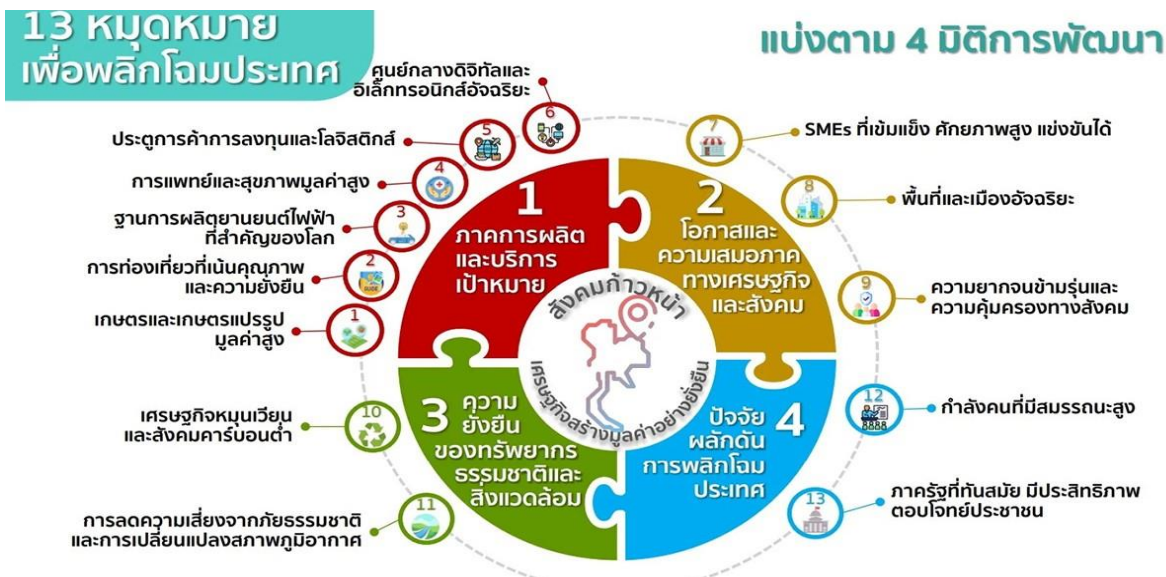 13 หมุดหมาย
เพื่อพลิกโฉมประเทศ
แบ่งตาม 4 มิติการพัฒนา
ศูนย์กลางดิจิทัลและ
อิเล็กทรอนิกส์อัจฉริยะ
6
ประตูการค้าการลงทุนและโลจิสติกส์
5
การแพทย์และสุขภาพมูลค่าสูง
4
ฐานการผลิตยานยนต์ไฟฟ้า
ที่สำคัญของโลก
3
การท่องเที่ยวที่เน้นคุณภาพ
และความยั่งยืน
2
เกษตรและเกษตรแปรรูป
มูลค่าสูง
1
1
ภาคการผลิต
และบริการ
เป้าหมาย
2
โอกาสและ
ความเสมอภาค
ทางเศรษฐกิจ
และสังคม
7
SMEs ที่เข้มแข็ง ศักยภาพสูง แข่งขันได้
8
พื้นที่และเมืองอัจฉริยะ
9
ความยากจนข้ามรุ่นและ
ความคุ้มครองทางสังคม
สังคมก้าวหน้า
เศรษฐกิจสร้างมูลค่าอย่างยั่งยืน
3 ความ
ยั่งยืน
ของทรัพยากร
ธรรมชาติและ
สิ่งแวดล้อม
เศรษฐกิจหมุนเวียน
และสังคมคาร์บอนต่ำ
10
การลดความเสี่ยงจากภัยธรรมชาติ
และการเปลี่ยนแปลงสภาพภูมิอากาศ
11
4
ปัจจัย
ผลักดัน
การพลิกโฉม
ประเทศ
12
กำลังคนที่มีสมรรถนะสูง
13
ภาครัฐที่ทันสมัย มีประสิทธิภาพ
ตอบโจทย์ประชาชน